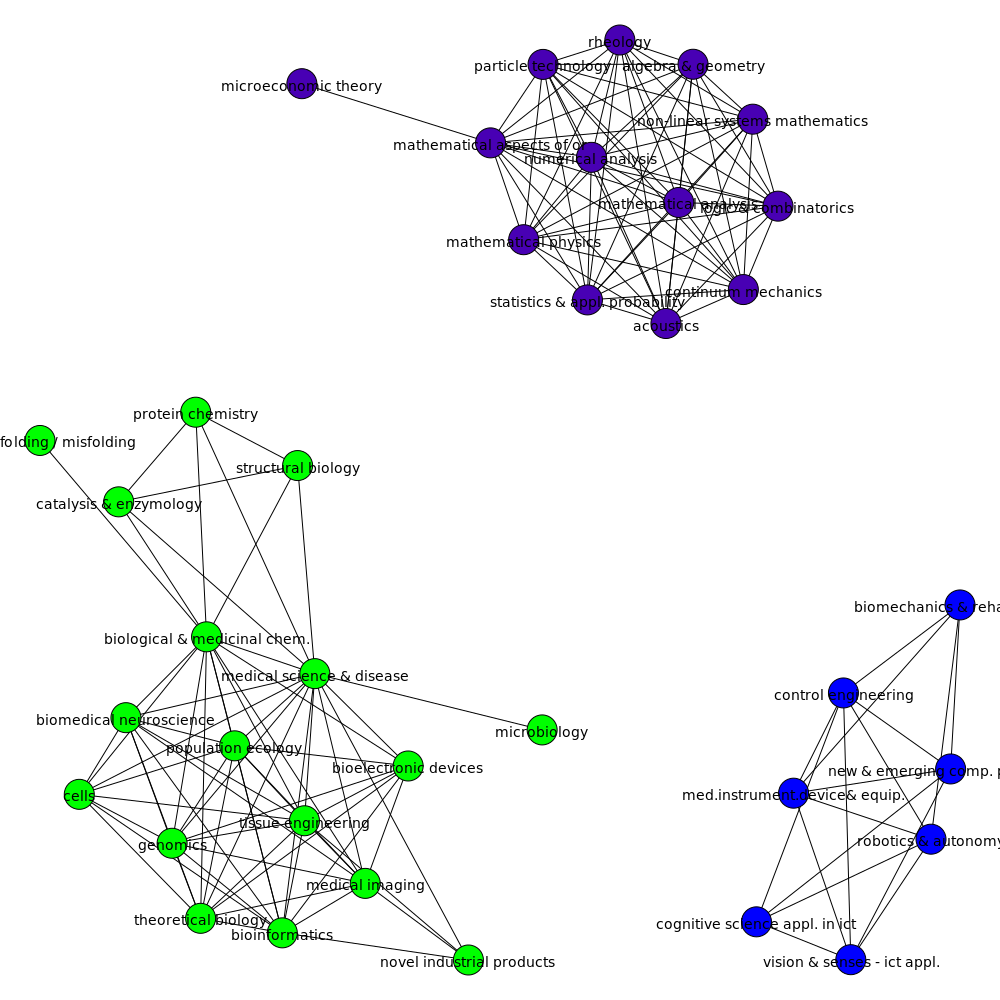 rheology
particle technology
algebra & geometry
microeconomic theory
non-linear systems mathematics
mathematical aspects of or
numerical analysis
mathematical analysis
logic & combinatorics
mathematical physics
continuum mechanics
statistics & appl. probability
acoustics
protein chemistry
folding / misfolding
structural biology
catalysis & enzymology
biomechanics & reha
biological & medicinal chem.
medical science & disease
control engineering
biomedical neuroscience
microbiology
population ecology
bioelectronic devices
new & emerging comp. p
cells
med.instrument.device& equip.
tissue engineering
robotics & autonomy
genomics
medical imaging
theoretical biology
cognitive science appl. in ict
bioinformatics
novel industrial products
vision & senses - ict appl.